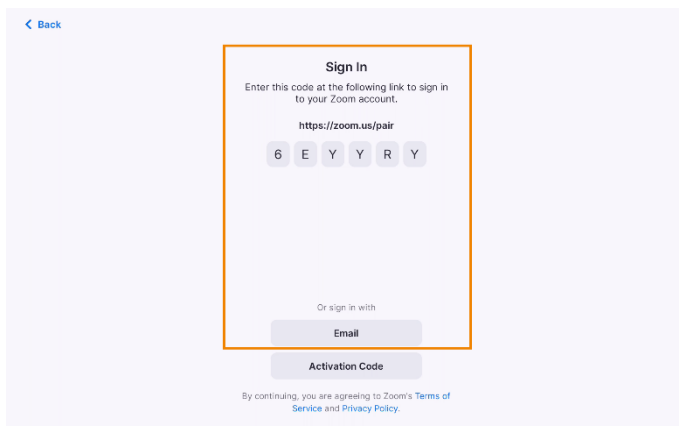 Back
Sign In
Enter this code at the following link to sign in
to your Zoom account.
https://zoom.us/pair
6 E Y Y R Y
Or sign in with
Email
Activation Code
By continuing, you are agreeing to Zoom's Terms of
Service and Privacy Policy.